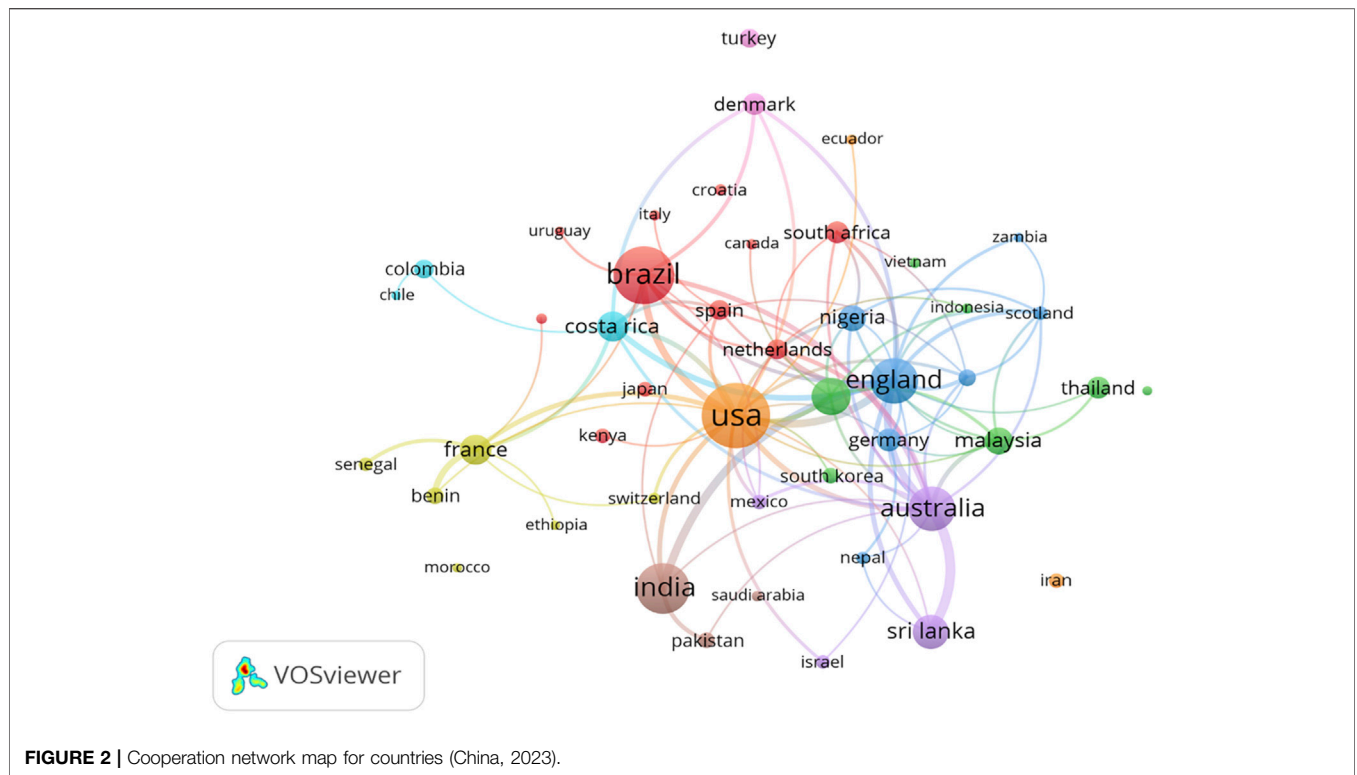 turkey
denmark
ecuador
croatia
italy
uruguay
canada
south africa
zambia
vietnam
colombia
brazil
chile
costa rica
spain
nigeria
indonesia
scotland
netherlands
japan
england
thailand
usa
kenya
germany
malaysia
france
senegal
south korea
benin
switzerland
mexico
australia
ethiopia
morocco
nepal
india
saudi arabia
iran
pakistan
sri lanka
israel
VOSviewer
FIGURE 2 | Cooperation network map for countries (China, 2023).